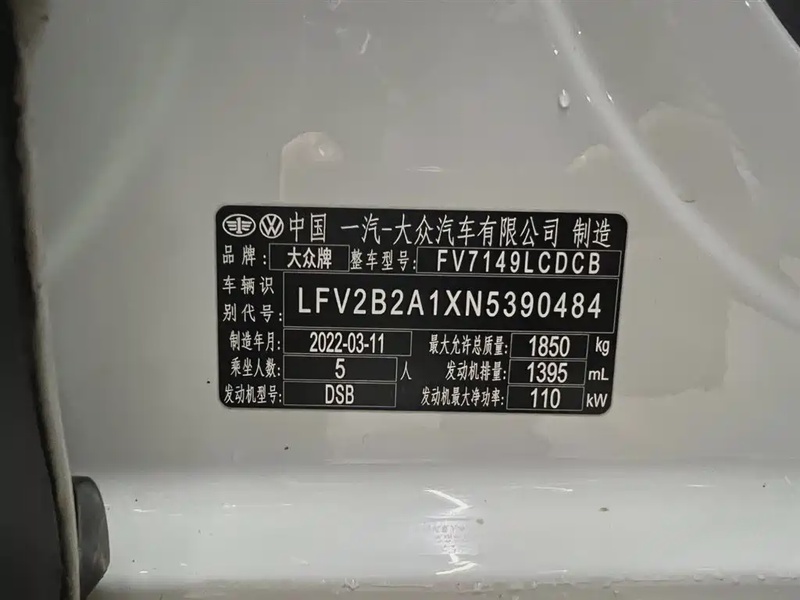 中国 一汽-大众汽车有限公司 制造
品牌: 大众牌 整车型号: FV7149LCDCB
车辆识别代号: LFV2B2A1XN5390484
制造年月: 2022-03-11 最大允许总质量: 1850 kg
乘坐人数: 5 人 发动机排量: 1395 mL
发动机型号: DSB 发动机最大净功率: 110 kW